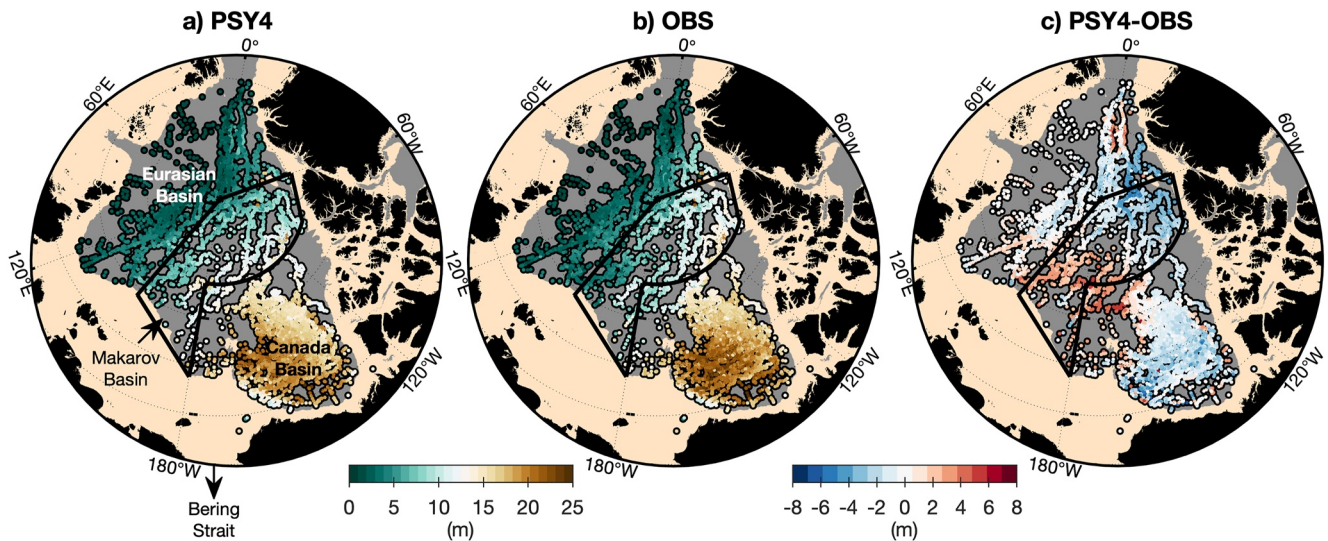 a) PSY4
b) OBS
c) PSY4-OBS
0°
0°
0°
60°E
60°W
60°E
60°W
60°E
60°W
Eurasian
Basin
120°E
120°E
120°E
Makarov
Basin
Canada
Basin
120°W
120°W
120°W
180°W
180°W
180°W
Bering
Strait
0 5 10 15 20 25
(m)
-8 -6 -4 -2 0 2 4 6 8
(m)